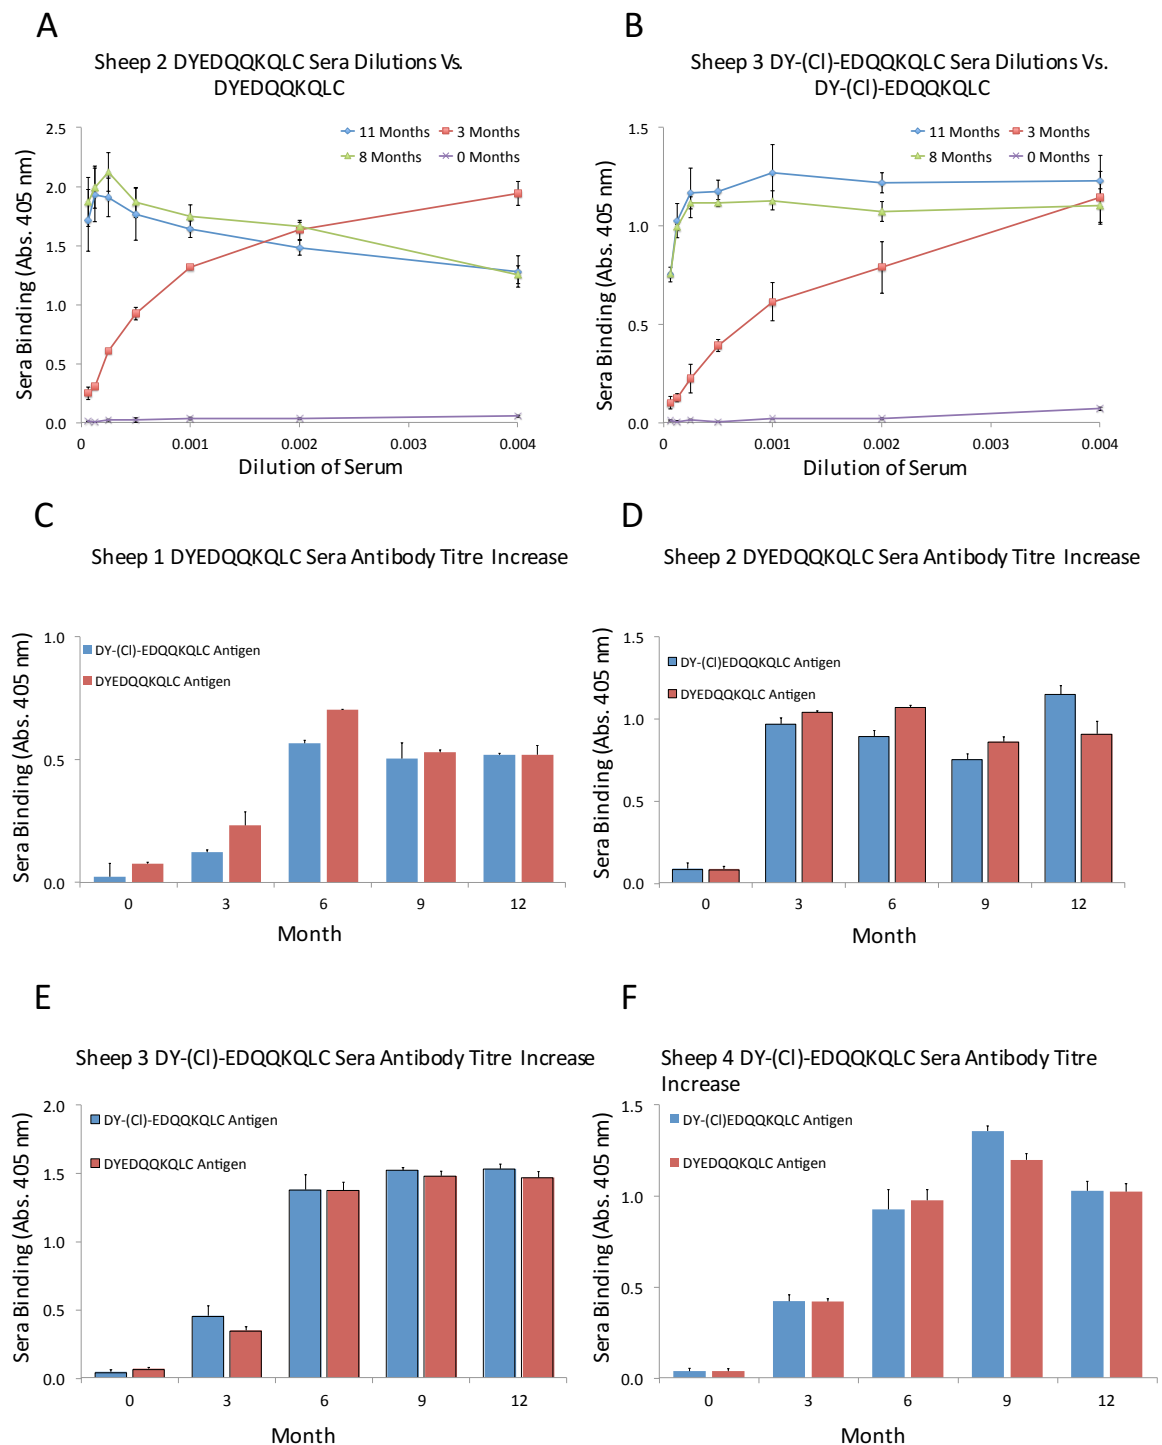 A
Sheep 2 DYEDQQKQLC Sera Dilutions Vs.
DYEDQQKQLC
11 Months
3 Months
8 Months
0 Months
2.5
2.0
1.5
1.0
0.5
0.0
Sera Binding (Abs. 405 nm)
0
0.001
0.002
0.003
0.004
Dilution of Serum
B
Sheep 3 DY-(Cl)-EDQQKQLC Sera Dilutions Vs.
DY-(Cl)-EDQQKQLC
11 Months
3 Months
8 Months
0 Months
1.5
1.0
0.5
0.0
Sera Binding (Abs. 405 nm)
0
0.001
0.002
0.003
0.004
Dilution of Serum
C
Sheep 1 DYEDQQKQLC Sera Antibody Titre Increase
DY-(Cl)-EDQQKQLC Antigen
DYEDQQKQLC Antigen
1.0
0.5
0.0
Sera Binding (Abs. 405 nm)
0
3
6
9
12
Month
D
Sheep 2 DYEDQQKQLC Sera Antibody Titre Increase
DY-(Cl)EDQQKQLC Antigen
DYEDQQKQLC Antigen
1.5
1.0
0.5
0.0
Sera Binding (Abs. 405 nm)
0
3
6
9
12
Month
E
Sheep 3 DY-(Cl)-EDQQKQLC Sera Antibody Titre Increase
DY-(Cl)-EDQQKQLC Antigen
DYEDQQKQLC Antigen
2.0
1.5
1.0
0.5
0.0
Sera Binding (Abs. 405 nm)
0
3
6
9
12
Month
F
Sheep 4 DY-(Cl)-EDQQKQLC Sera Antibody Titre
Increase
DY-(Cl)EDQQKQLC Antigen
DYEDQQKQLC Antigen
1.5
1.0
0.5
0.0
Sera Binding (Abs. 405 nm)
0
3
6
9
12
Month